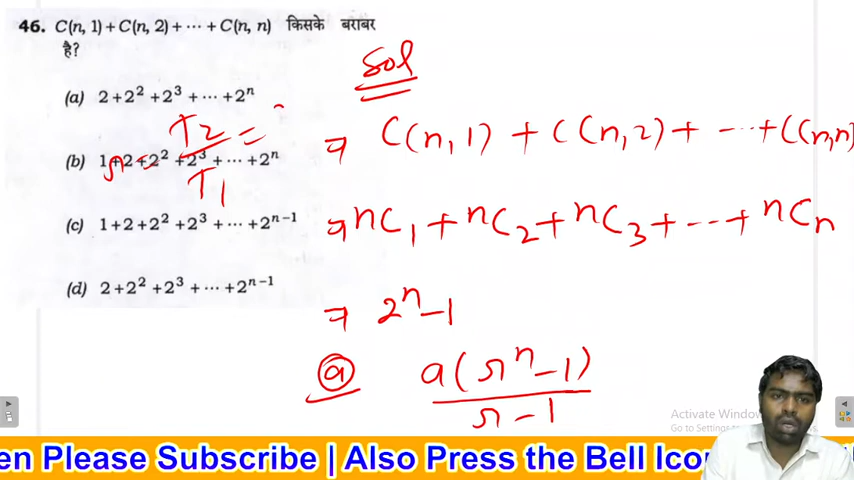 46. C(n, 1) + C(n, 2) + ⋯ + C(n, n) किसके बराबर
है?
(a) 2 + 2² + 2³ + ⋯ + 2ⁿ
(b) 1 + 2 + 2² + 2³ + ⋯ + 2ⁿ
(c) 1 + 2 + 2² + 2³ + ⋯ + 2ⁿ⁻¹
(d) 2 + 2² + 2³ + ⋯ + 2ⁿ⁻¹
r = T₂/T₁ =
Sol
⇒ C(n, 1) + C(n, 2) + ⋯ + C(n, n)
⇒ nC₁ + nC₂ + nC₃ + ⋯ + nCₙ
⇒ 2ⁿ − 1
ⓐ a(rⁿ − 1)/r − 1
Activate Window
Go to Settings
en Please Subscribe | Also Press the Bell Icon